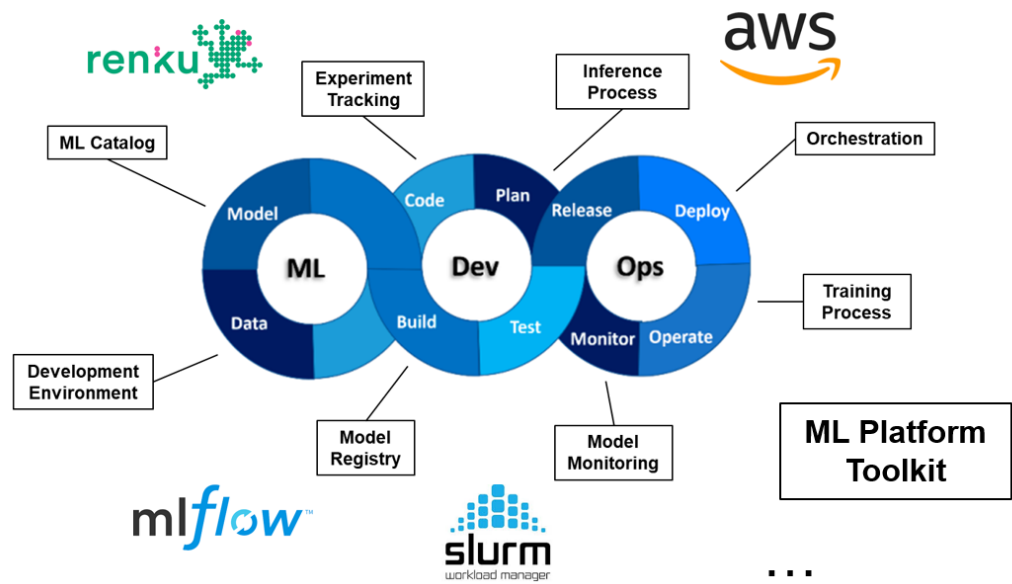 renku
aws
Experiment
Tracking
Inference
Process
ML Catalog
Orchestration
Model
Code
Plan
Release
Deploy
ML
Dev
Ops
Data
Build
Test
Monitor
Operate
Training
Process
Development
Environment
Model
Registry
Model
Monitoring
ML Platform
Toolkit
mlflow™
slurm
workload manager
...